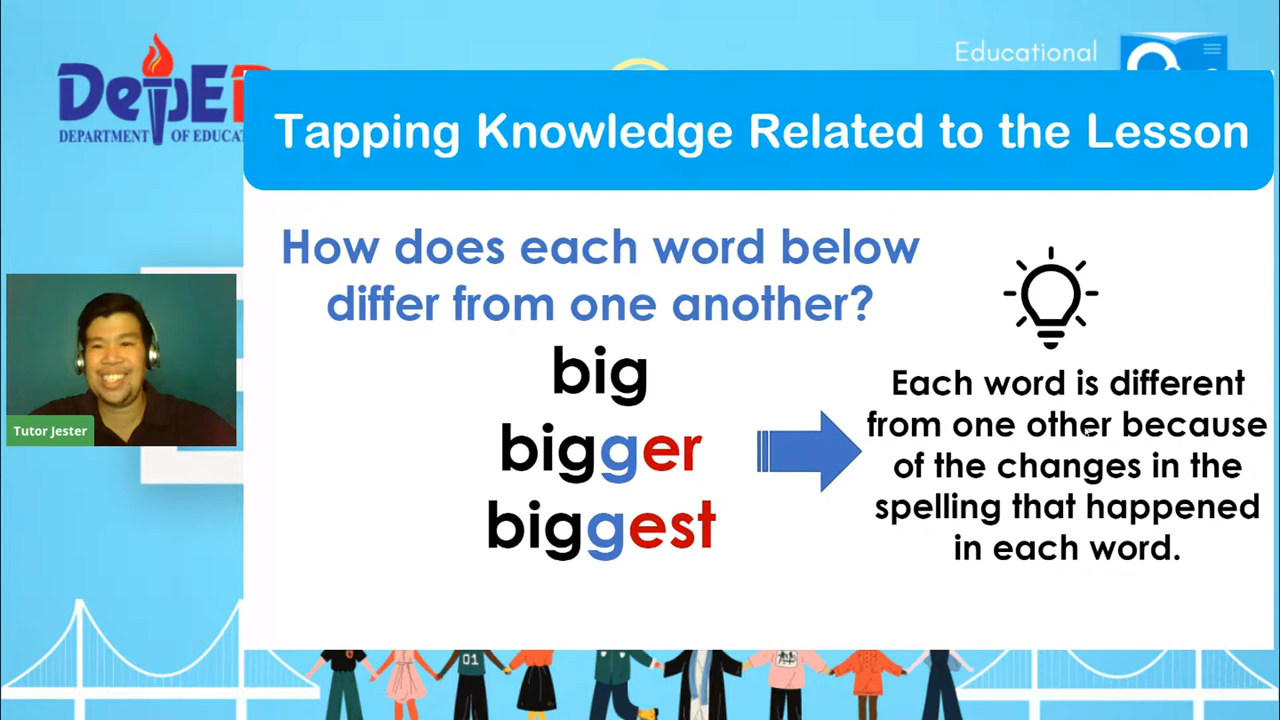 DepED
DEPARTMENT OF EDUCAT
Educational
Tapping Knowledge Related to the Lesson
How does each word below
differ from one another?
big
bigger
biggest
Each word is different
from one other because
of the changes in the
spelling that happened
in each word.
Tutor Jester
01